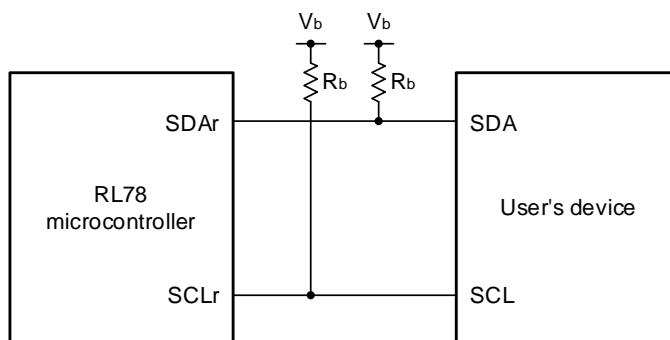 Vb
Vb
Rb
Rb
SDAr
SDA
RL78
microcontroller
User's device
SCLr
SCL